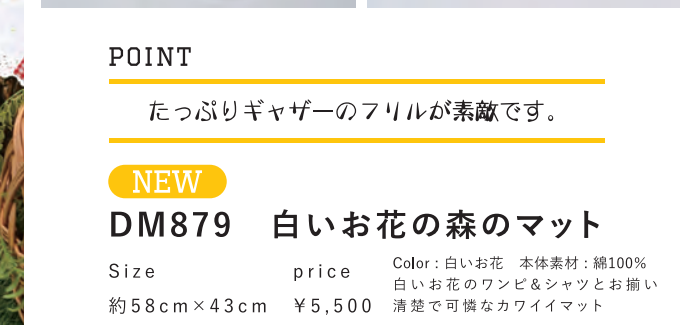 POINT
たっぷりギャザーのフリルが素敵です。
NEW
DM879　白いお花の森のマット
Size
約58cm×43cm
price
¥5,500
Color：白いお花　本体素材：綿100%
白いお花のワンピ&シャツとお揃い
清楚で可憐なカワイイマット